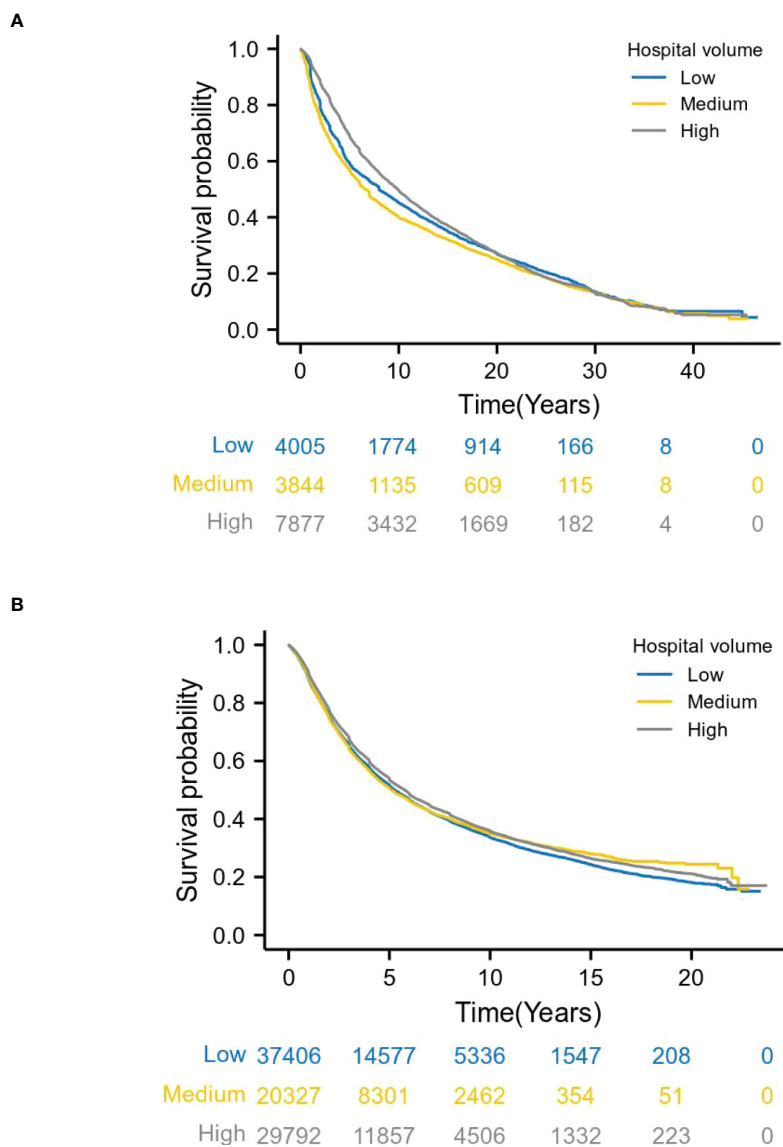 A
Survival probability
1.0
0.8
0.6
0.4
0.2
0.0
Hospital volume
Low
Medium
High
0 10 20 30 40
Time(Years)
Low 4005 1774 914 166 8 0
Medium 3844 1135 609 115 8 0
High 7877 3432 1669 182 4 0
B
Survival probability
1.0
0.8
0.6
0.4
0.2
0.0
Hospital volume
Low
Medium
High
0 5 10 15 20
Time(Years)
Low 37406 14577 5336 1547 208 0
Medium 20327 8301 2462 354 51 0
High 29792 11857 4506 1332 223 0